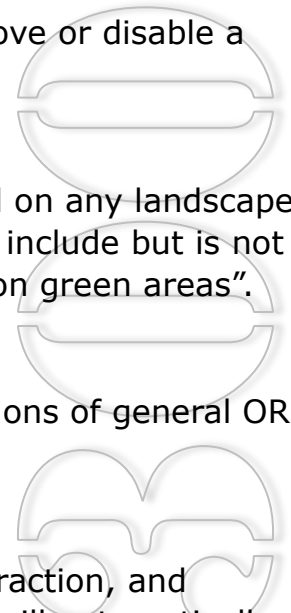 ove or disable a
on any landscape
include but is not
on green areas”.
ons of general OR
raction, and